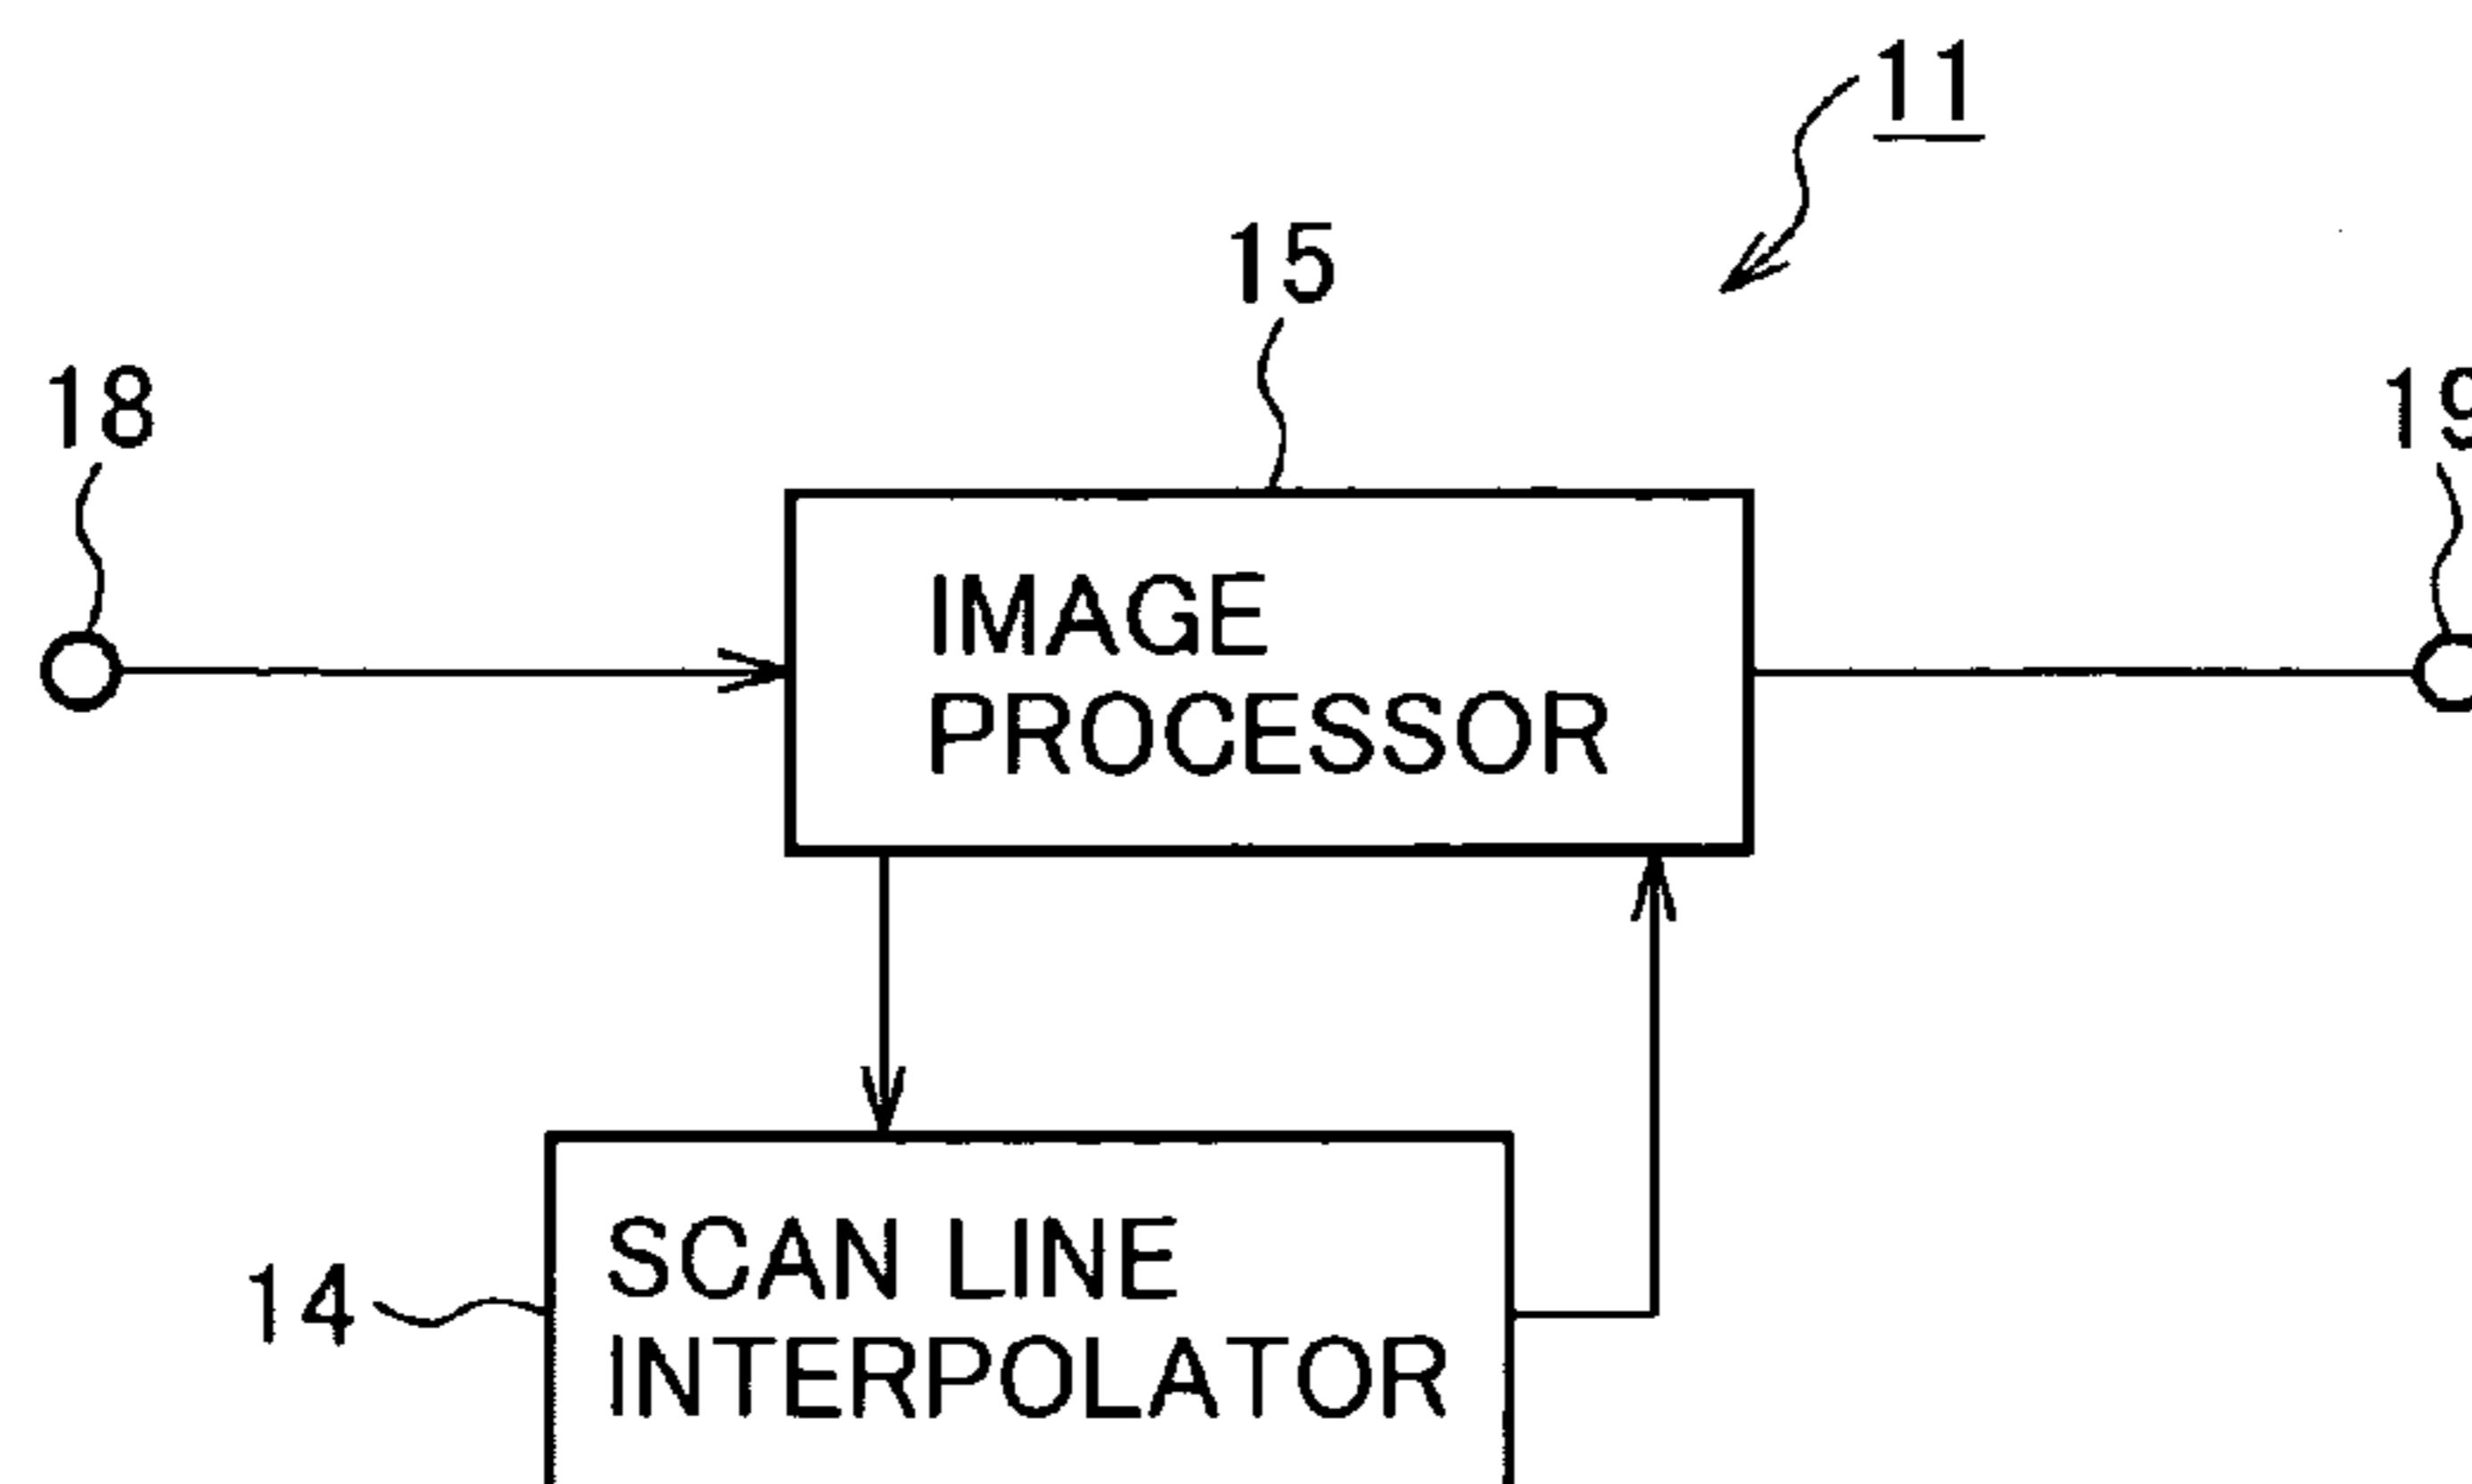 11
15
18
19
IMAGE
PROCESSOR
SCAN LINE
14
INTERPOLATOR